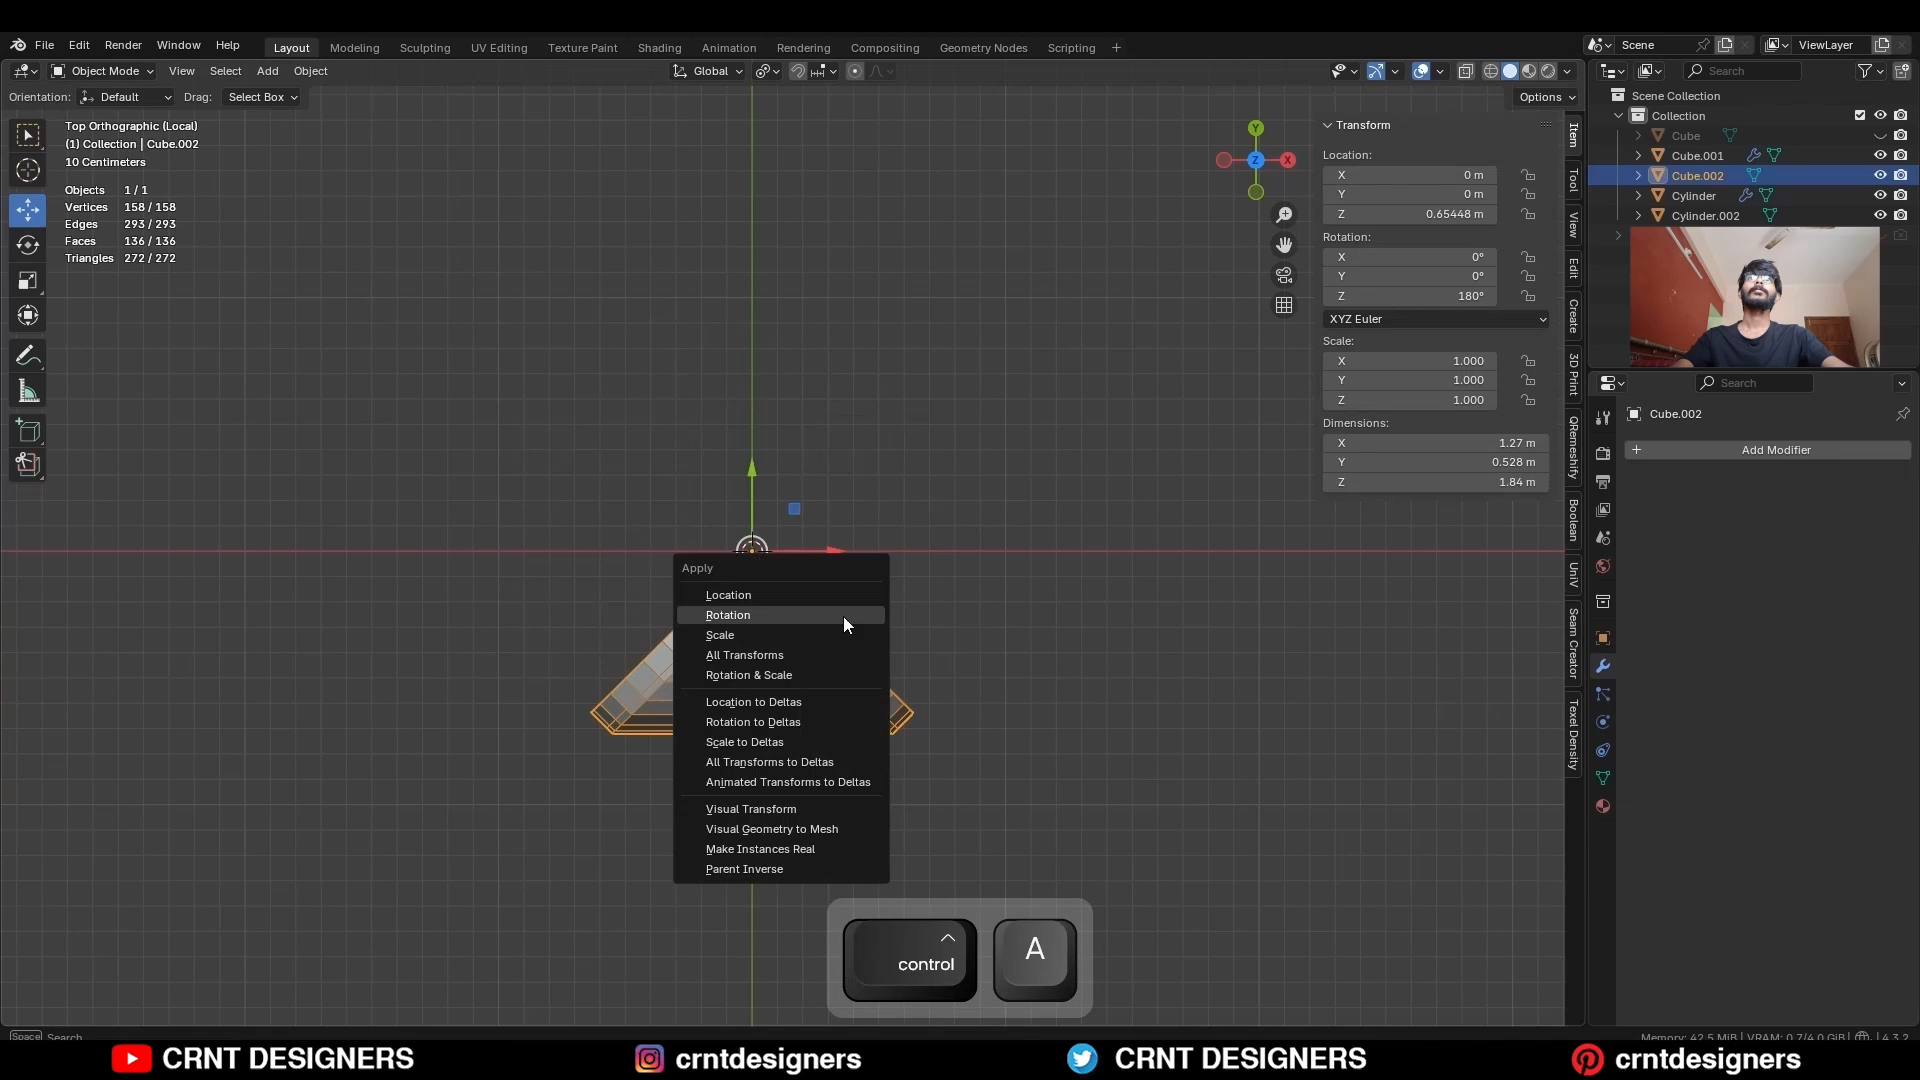 File Edit Render Window Help Layout Modeling Sculpting UV Editing Texture Paint Shading Animation Rendering Compositing Geometry Nodes Scripting + Scene ViewLayer
Object Mode View Select Add Object Global Search
Orientation: Default Drag: Select Box Options
Scene Collection
Collection
Cube
Cube.001
Cube.002
Cylinder
Cylinder.002
Top Orthographic (Local)
(1) Collection | Cube.002
10 Centimeters
Objects 1 / 1
Vertices 158 / 158
Edges 293 / 293
Faces 136 / 136
Triangles 272 / 272
Y
Z
X
Transform
Location:
X 0 m
Y 0 m
Z 0.65448 m
Rotation:
X 0°
Y 0°
Z 180°
XYZ Euler
Scale:
X 1.000
Y 1.000
Z 1.000
Dimensions:
X 1.27 m
Y 0.528 m
Z 1.84 m
Item
Tool
View
Edit
Create
3D Print
QRemeshify
Boolean
UniV
Seam Creator
Texel Density
Search
Cube.002
+ Add Modifier
Apply
Location
Rotation
Scale
All Transforms
Rotation & Scale
Location to Deltas
Rotation to Deltas
Scale to Deltas
All Transforms to Deltas
Animated Transforms to Deltas
Visual Transform
Visual Geometry to Mesh
Make Instances Real
Parent Inverse
control
A
Space Search
Memory: 42.5 MiB | VRAM: 0.7/4.0 GiB | 4.3.2
CRNT DESIGNERS crntdesigners CRNT DESIGNERS crntdesigners